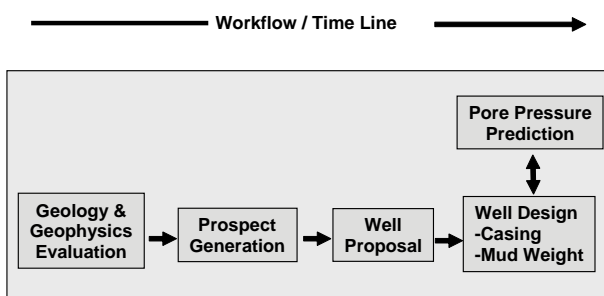 Workflow / Time Line
Pore Pressure
Prediction
Geology &
Geophysics
Evaluation
Prospect
Generation
Well
Proposal
Well Design
-Casing
-Mud Weight